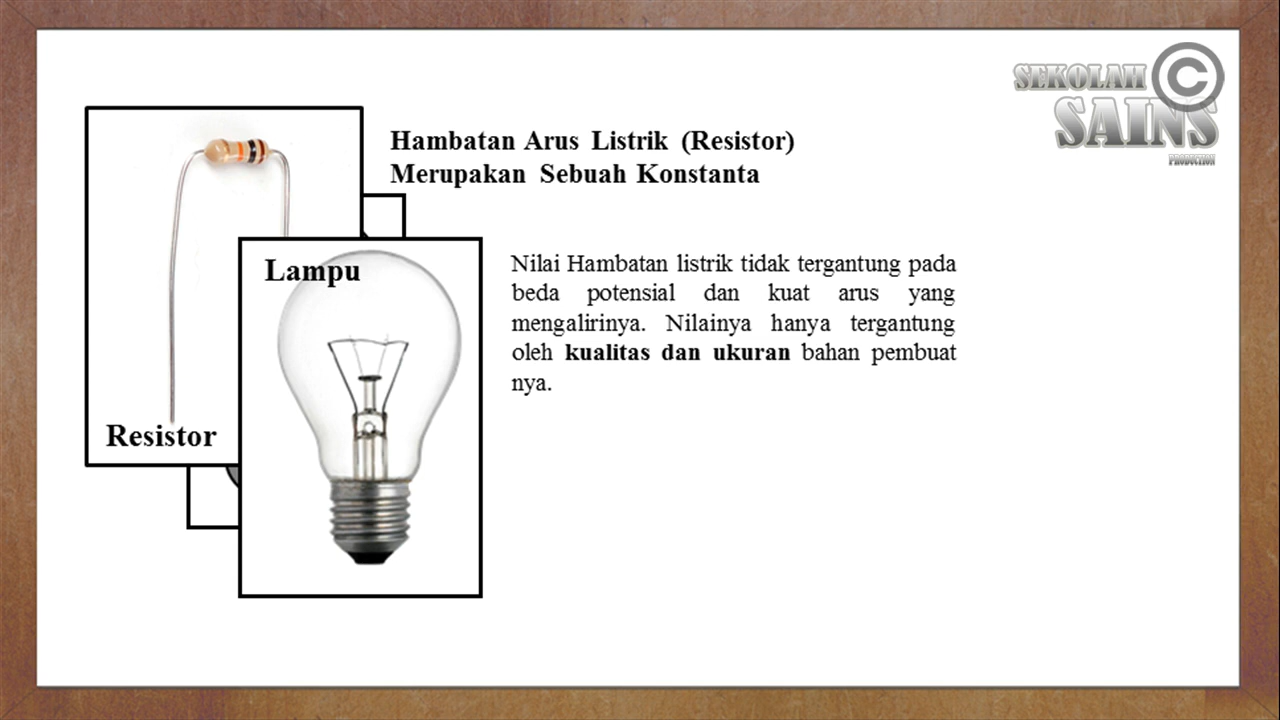 SEKOLAH ©
SAINS
PRODUCTION
Hambatan Arus Listrik (Resistor)
Merupakan Sebuah Konstanta
Lampu
Nilai Hambatan listrik tidak tergantung pada
beda potensial dan kuat arus yang
mengalirinya. Nilainya hanya tergantung
oleh kualitas dan ukuran bahan pembuat
nya.
Resistor